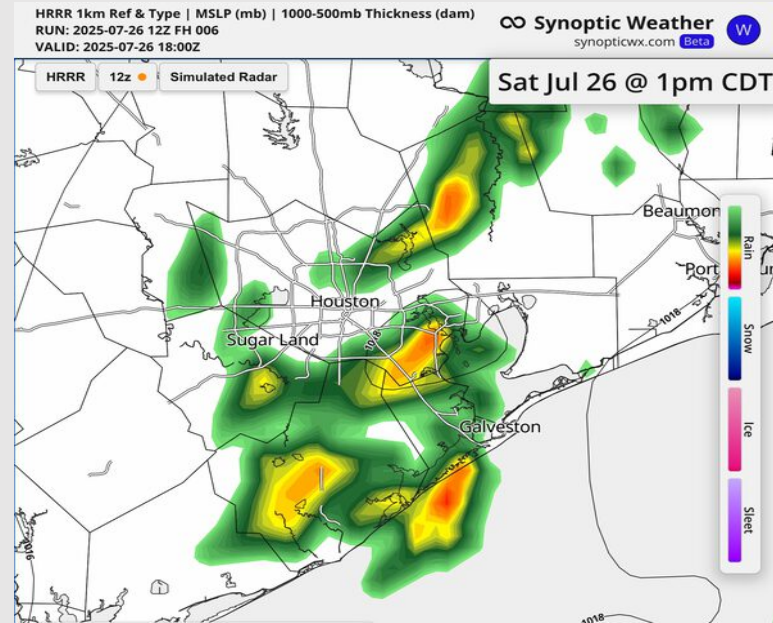 HRRR 1km Ref & Type | MSLP (mb) | 1000-500mb Thickness (dam)
RUN: 2025-07-26 12Z FH 006
VALID: 2025-07-26 18:00Z
Synoptic Weather
synopticwx.com Beta
W
HRRR
12z
Simulated Radar
Sat Jul 26 @ 1pm CDT
Beaumon
Rain
Port
Houston
1018
1018
Sugar Land
Snow
Ice
Galveston
Sleet
1016
1018